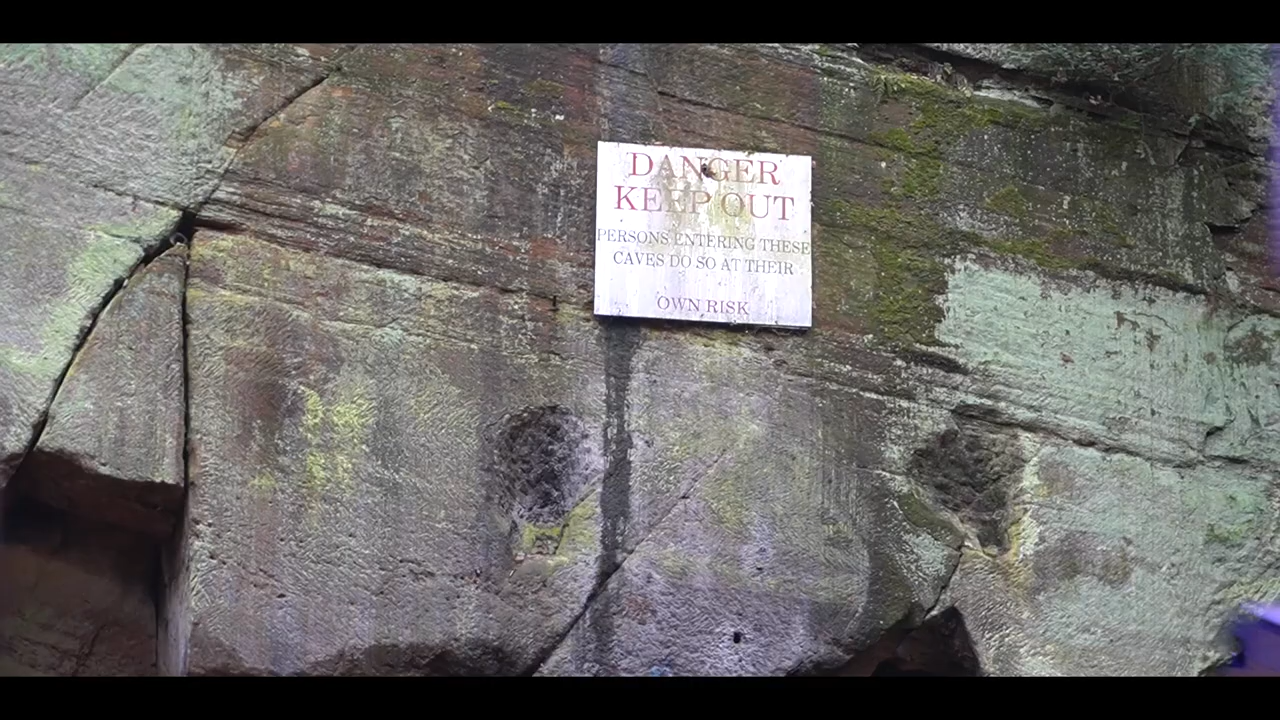 DANGER
KEEP OUT
PERSONS ENTERING THESE
CAVES DO SO AT THEIR
OWN RISK